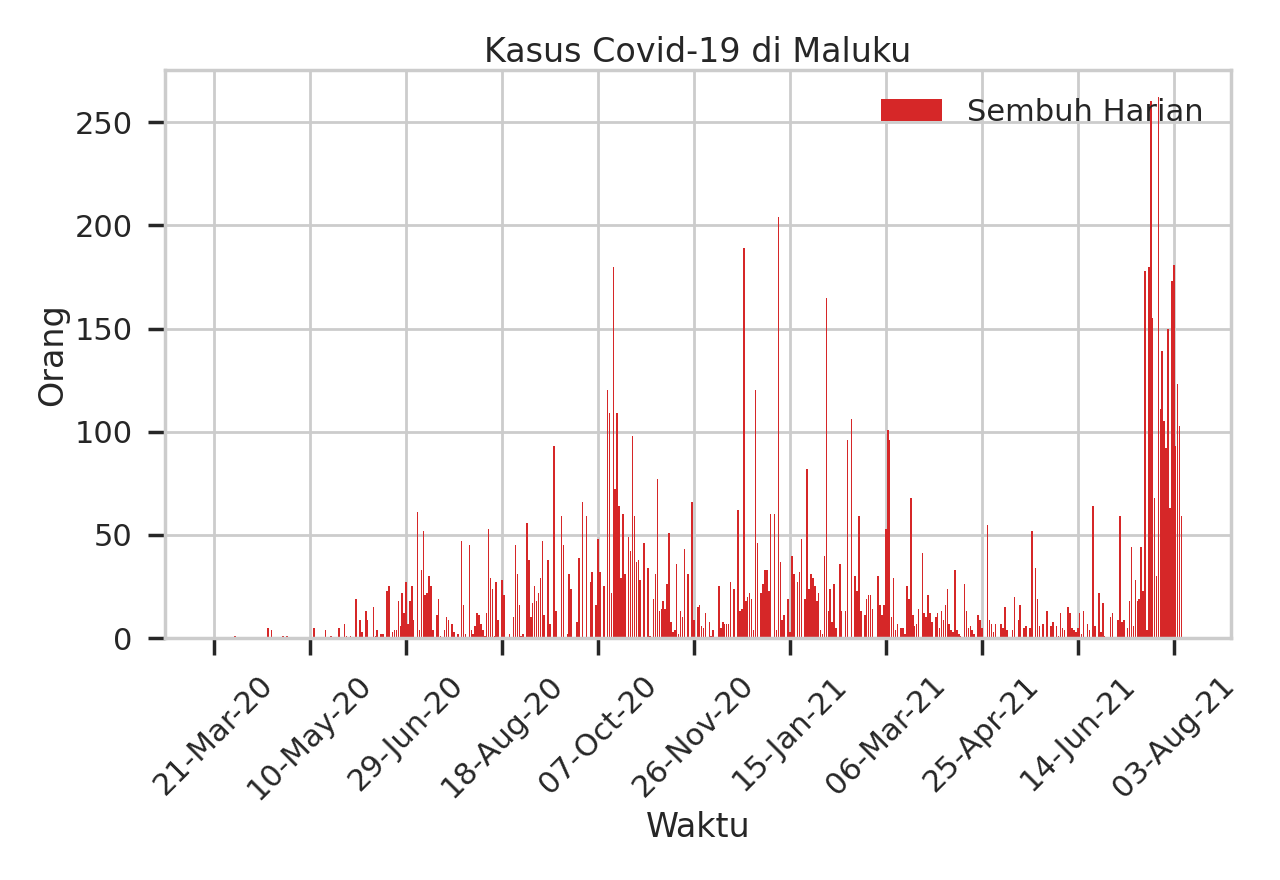 Kasus Covid-19 di Maluku
Sembuh Harian
Orang
250
200
150
100
50
0
21-Mar-20
10-May-20
29-Jun-20
18-Aug-20
07-Oct-20
26-Nov-20
15-Jan-21
06-Mar-21
25-Apr-21
14-Jun-21
03-Aug-21
Waktu